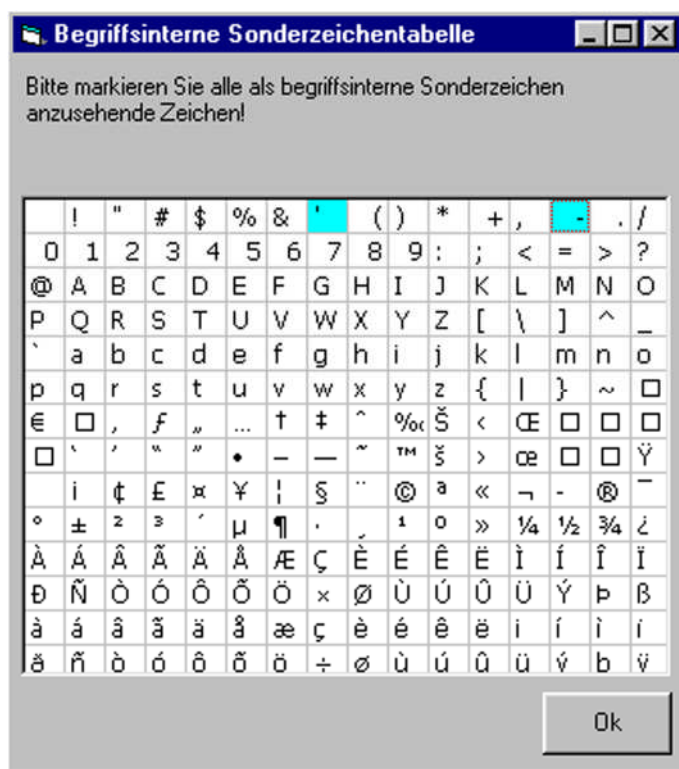 Begriffsinterne Sonderzeichentabelle
Bitte markieren Sie alle als begriffsinterne Sonderzeichen
anzusehende Zeichen!
! " # $ % & ' ( ) * + , - . /
0 1 2 3 4 5 6 7 8 9 : ; < = > ?
@ A B C D E F G H I J K L M N O
P Q R S T U V W X Y Z [ \ ] ^ _
` a b c d e f g h i j k l m n o
p q r s t u v w x y z { | } ~ □
€ □ ‚ ƒ „ … † ‡ ˆ ‰ Š ‹ Œ □ □ □
□ ‘ ’ “ ” • – — ˜ ™ š › œ □ □ Ÿ
¡ ¢ £ ¤ ¥ ¦ § ¨ © ª « ¬ - ® ¯
° ± ² ³ ´ µ ¶ · ¸ ¹ º » ¼ ½ ¾ ¿
À Á Â Ã Ä Å Æ Ç È É Ê Ë Ì Í Î Ï
Ð Ñ Ò Ó Ô Õ Ö × Ø Ù Ú Û Ü Ý Þ ß
à á â ã ä å æ ç è é ê ë ì í î ï
ð ñ ò ó ô õ ö ÷ ø ù ú û ü ý þ ÿ
Ok